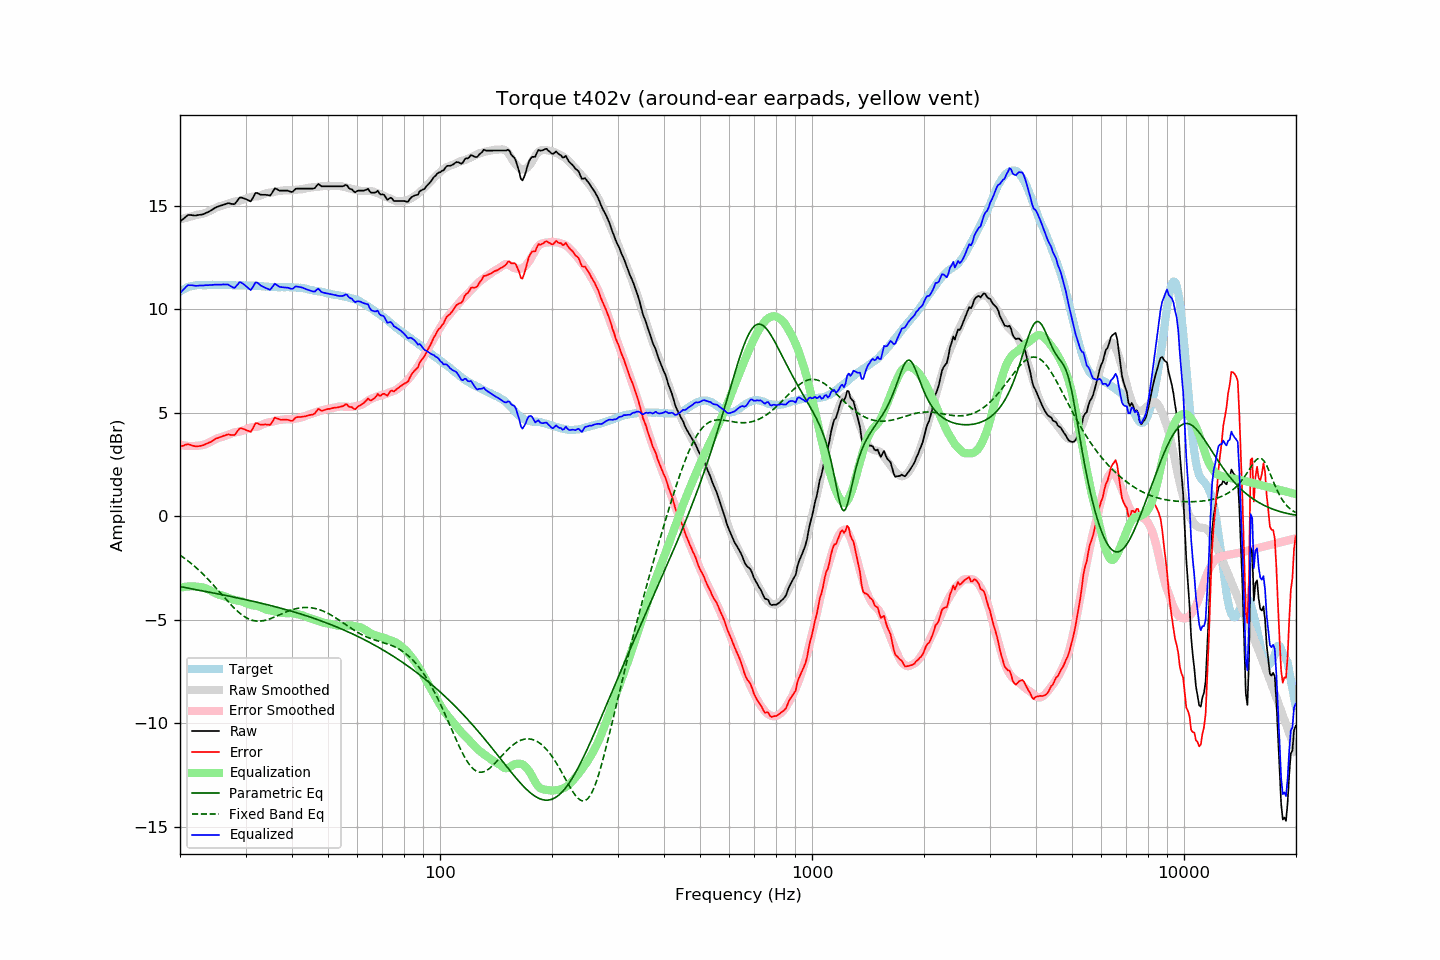 Torque t402v (around-ear earpads, yellow vent)
Amplitude (dBr)
15
10
5
0
−5
−10
−15
Target
Raw Smoothed
Error Smoothed
Raw
Error
Equalization
Parametric Eq
Fixed Band Eq
Equalized
100
1000
10000
Frequency (Hz)